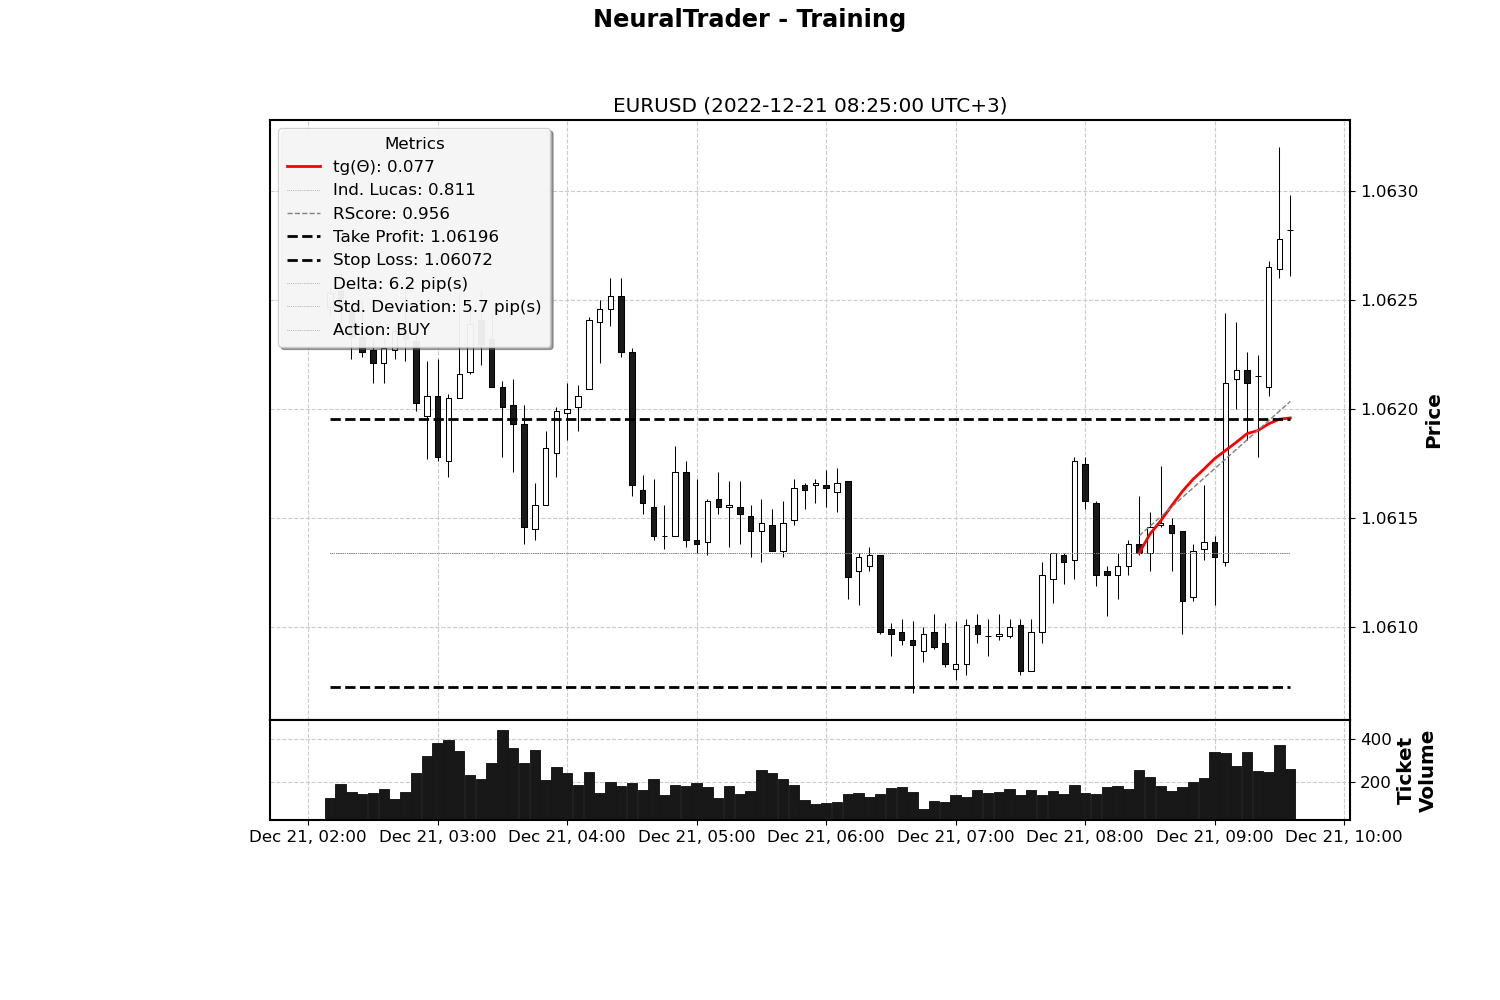 NeuralTrader - Training
EURUSD (2022-12-21 08:25:00 UTC+3)
Metrics
tg(Θ): 0.077
Ind. Lucas: 0.811
RScore: 0.956
Take Profit: 1.06196
Stop Loss: 1.06072
Delta: 6.2 pip(s)
Std. Deviation: 5.7 pip(s)
Action: BUY
1.0630
1.0625
1.0620
1.0615
1.0610
Price
400
200
Ticket
Volume
Dec 21, 02:00
Dec 21, 03:00
Dec 21, 04:00
Dec 21, 05:00
Dec 21, 06:00
Dec 21, 07:00
Dec 21, 08:00
Dec 21, 09:00
Dec 21, 10:00